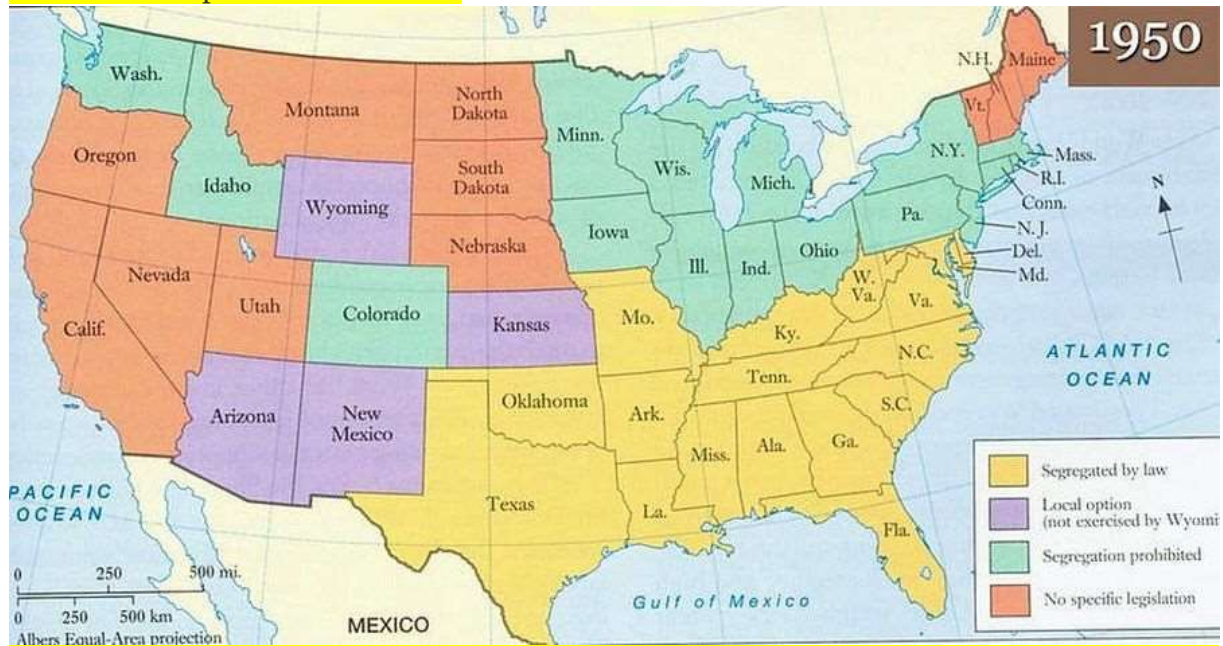 1950
Wash.
Montana
North
Dakota
Minn.
N.H.
Maine
Vt.
Oregon
Idaho
South
Dakota
Wis.
Mich.
N.Y.
Mass.
R.I.
Conn.
N
Wyoming
Nebraska
Iowa
Pa.
N. J.
Del.
Md.
Nevada
Utah
Colorado
Kansas
Ill.
Ind.
Ohio
W.
Va.
Va.
Calif.
Mo.
Ky.
N.C.
ATLANTIC
OCEAN
Arizona
New
Mexico
Oklahoma
Ark.
Tenn.
S.C.
Miss.
Ala.
Ga.
PACIFIC
OCEAN
Texas
La.
Fla.
Segregated by law
Local option
(not exercised by Wyomi
Segregation prohibited
No specific legislation
0 250 500 mi.
0 250 500 km
Albers Equal-Area projection
MEXICO
Gulf of Mexico